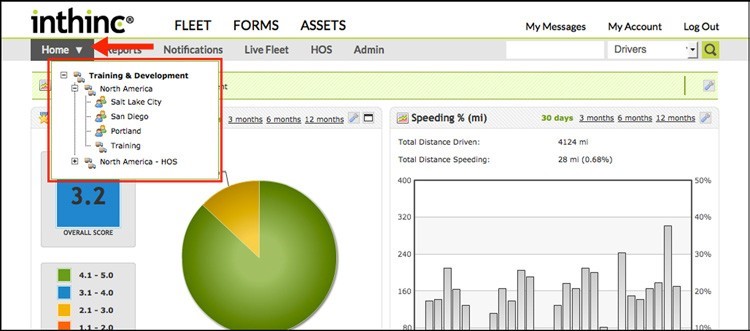 inthinc®
FLEET FORMS ASSETS
My Messages My Account Log Out
Home ▼ Reports Notifications Live Fleet HOS Admin
Drivers
Training & Development
North America
Salt Lake City
San Diego
Portland
Training
North America - HOS
3 months 6 months 12 months
3.2
OVERALL SCORE
4.1 - 5.0
3.1 - 4.0
2.1 - 3.0
1.1 - 2.0
Speeding % (mi)
30 days 3 months 6 months 12 months
Total Distance Driven: 4124 mi
Total Distance Speeding: 28 mi (0.68%)
400 50%
320 40%
240 30%
160 20%
80 10%